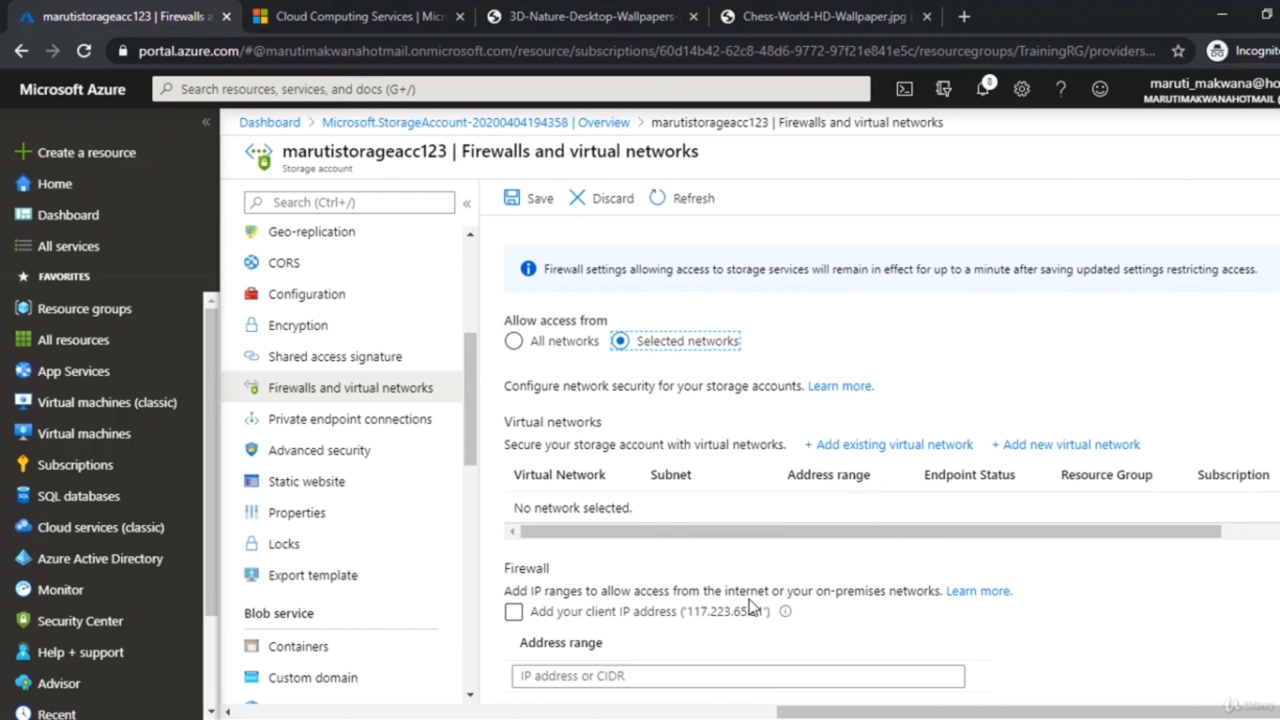 marutistorageacc123 | Firewalls a
Cloud Computing Services | Micr
3D-Nature-Desktop-Wallpapers-
Chess-World-HD-Wallpaper.jpg (
portal.azure.com/#@marutimakwanahotmail.onmicrosoft.com/resource/subscriptions/60d14b42-62c8-48d6-9772-97f21e841e5c/resourcegroups/TrainingRG/providers...
Incognit
Microsoft Azure
Search resources, services, and docs (G+/)
maruti_makwana@ho
MARUTIMAKWANAHOTMAIL (
Dashboard > Microsoft.StorageAccount-20200404194358 | Overview > marutistorageacc123 | Firewalls and virtual networks
marutistorageacc123 | Firewalls and virtual networks
Storage account
Create a resource
Home
Dashboard
All services
FAVORITES
Resource groups
All resources
App Services
Virtual machines (classic)
Virtual machines
Subscriptions
SQL databases
Cloud services (classic)
Azure Active Directory
Monitor
Security Center
Help + support
Advisor
Recent
Search (Ctrl+/)
Geo-replication
CORS
Configuration
Encryption
Shared access signature
Firewalls and virtual networks
Private endpoint connections
Advanced security
Static website
Properties
Locks
Export template
Blob service
Containers
Custom domain
Save Discard Refresh
Firewall settings allowing access to storage services will remain in effect for up to a minute after saving updated settings restricting access.
Allow access from
All networks Selected networks
Configure network security for your storage accounts. Learn more.
Virtual networks
Secure your storage account with virtual networks. + Add existing virtual network + Add new virtual network
Virtual Network Subnet Address range Endpoint Status Resource Group Subscription
No network selected.
Firewall
Add IP ranges to allow access from the internet or your on-premises networks. Learn more.
Add your client IP address
Address range
IP address or CIDR
Udemy